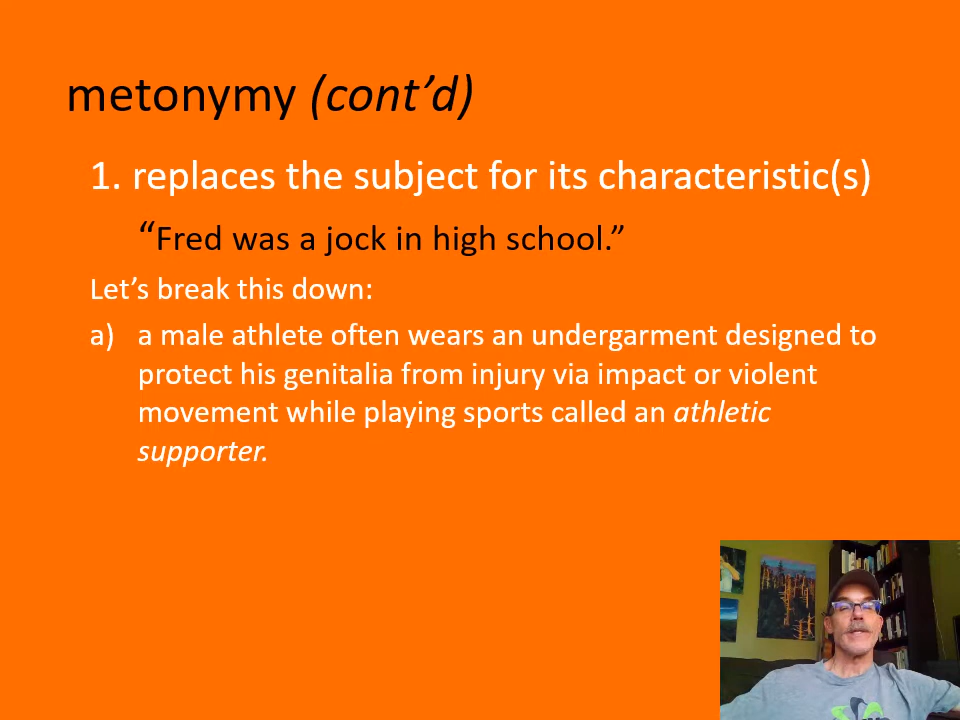 metonymy (cont’d)
1. replaces the subject for its characteristic(s)
“Fred was a jock in high school.”
Let’s break this down:
a) a male athlete often wears an undergarment designed to
protect his genitalia from injury via impact or violent
movement while playing sports called an athletic
supporter.